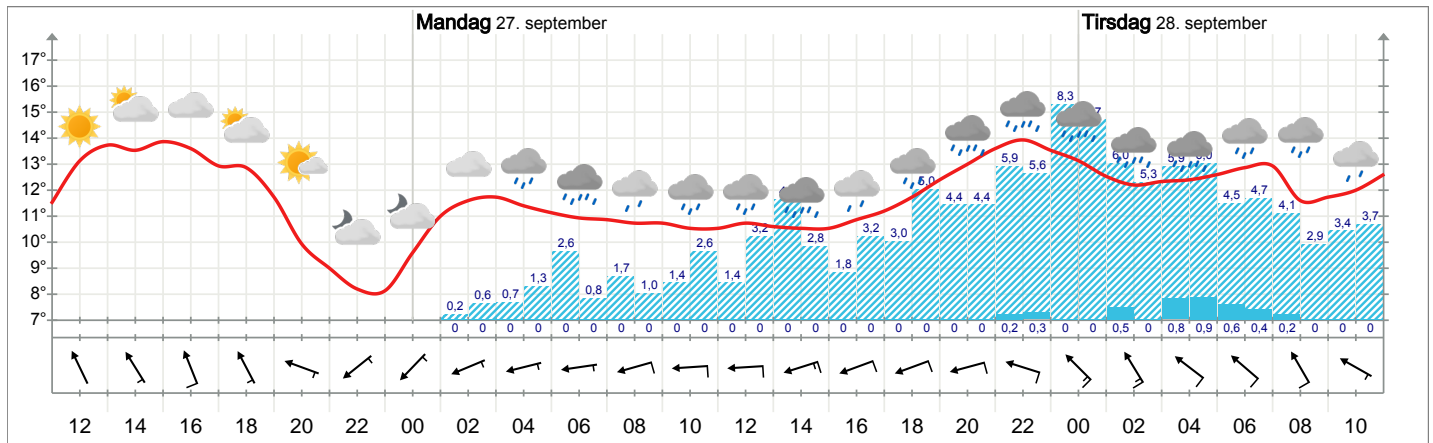 Mandag 27. september Tirsdag 28. september
17°
16°
15° 8,3
14°
13° 5,9 5,6 6,0 5,3 5,9
12° 5,0 4,5 4,7
11° 4,4 4,4 4,1
10° 2,6 2,6 3,2 2,8 3,2 3,0 2,9 3,4 3,7
9° 1,7 1,4 1,4 1,8
8° 0,2 0,6 0,7 1,3 0,8 1,0
7°
0 0 0 0 0 0 0 0 0 0 0 0 0 0 0 0 0 0 0 0 0,2 0,3 0 0 0,5 0 0,8 0,9 0,6 0,4 0,2 0 0 0
12 14 16 18 20 22 00 02 04 06 08 10 12 14 16 18 20 22 00 02 04 06 08 10